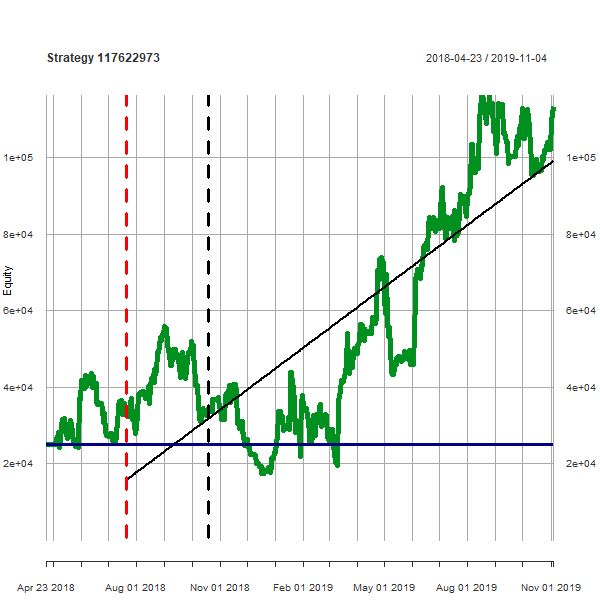 Strategy 117622973
2018-04-23 / 2019-11-04
1e+05
1e+05
8e+04
8e+04
Equity
6e+04
6e+04
4e+04
4e+04
2e+04
2e+04
Apr 23 2018
Aug 01 2018
Nov 01 2018
Feb 01 2019
May 01 2019
Aug 01 2019
Nov 01 2019